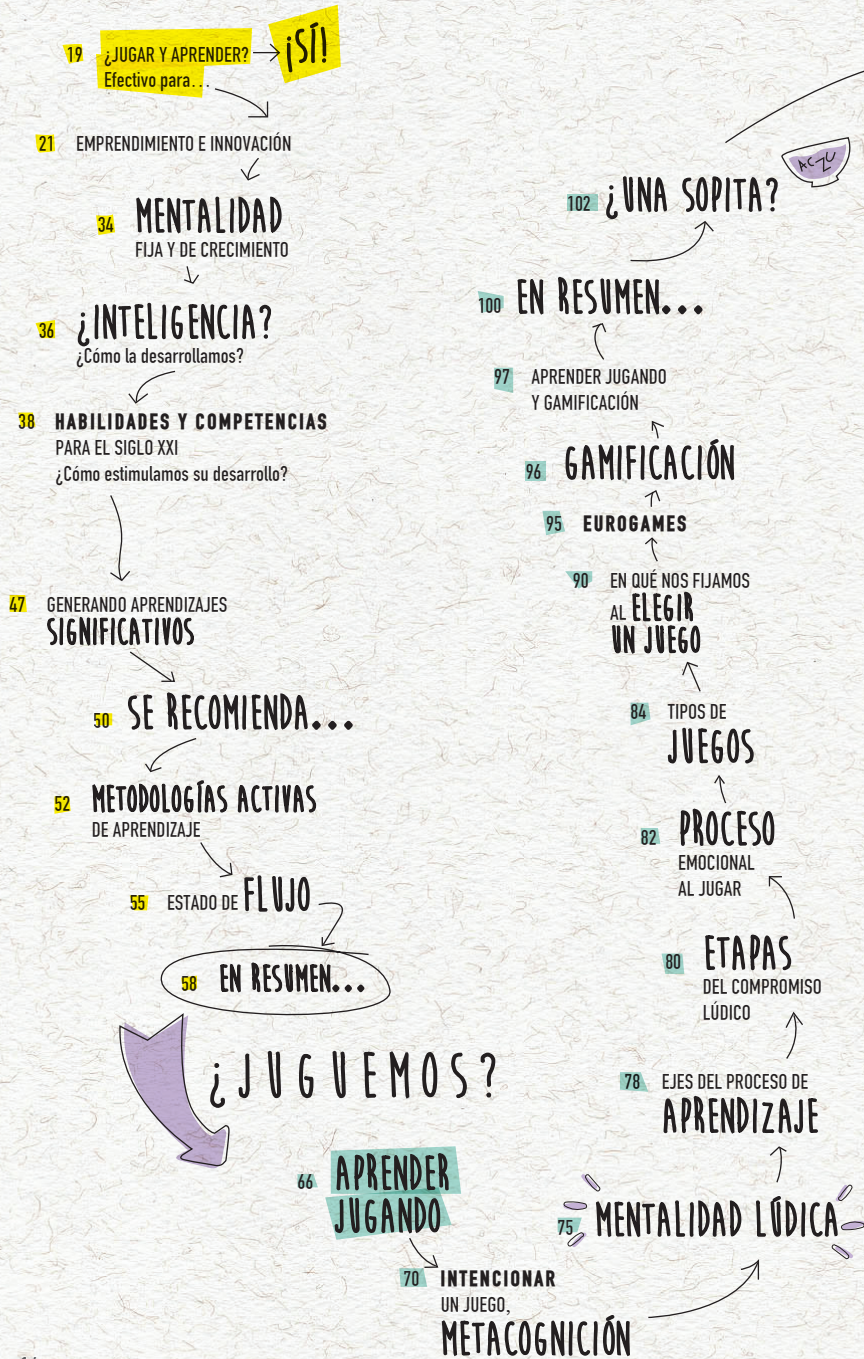 19 ¿JUGAR Y APRENDER? ¡SÍ!
Efectivo para...
21 EMPRENDIMIENTO E INNOVACIÓN
34 MENTALIDAD
FIJA Y DE CRECIMIENTO
36 ¿INTELIGENCIA?
¿Cómo la desarrollamos?
38 HABILIDADES Y COMPETENCIAS
PARA EL SIGLO XXI
¿Cómo estimulamos su desarrollo?
47 GENERANDO APRENDIZAJES
SIGNIFICATIVOS
50 SE RECOMIENDA...
52 METODOLOGÍAS ACTIVAS
DE APRENDIZAJE
55 ESTADO DE FLUJO
58 EN RESUMEN...
¿JUGUEMOS?
66 APRENDER
JUGANDO
70 INTENCIONAR
UN JUEGO,
METACOGNICIÓN
75 MENTALIDAD LÚDICA
78 EJES DEL PROCESO DE
APRENDIZAJE
80 ETAPAS
DEL COMPROMISO
LÚDICO
82 PROCESO
EMOCIONAL
AL JUGAR
84 TIPOS DE
JUEGOS
90 EN QUÉ NOS FIJAMOS
AL ELEGIR
UN JUEGO
95 EUROGAMES
96 GAMIFICACIÓN
97 APRENDER JUGANDO
Y GAMIFICACIÓN
100 EN RESUMEN...
102 ¿UNA SOPITA?
ACZU